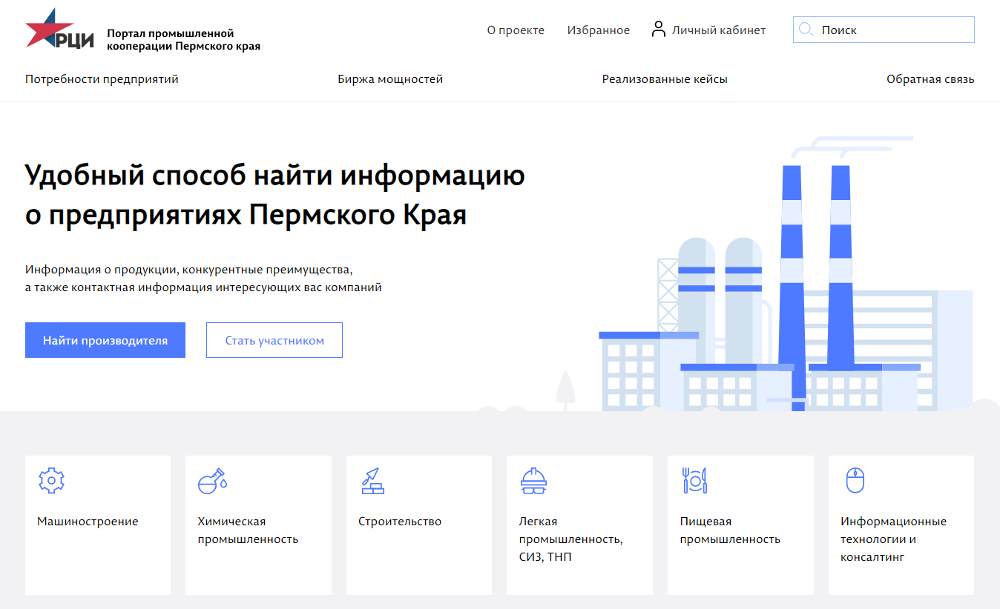 РЦИ
Портал промышленной
кооперации Пермского края
О проекте
Избранное
Личный кабинет
Поиск
Потребности предприятий
Биржа мощностей
Реализованные кейсы
Обратная связь
Удобный способ найти информацию
о предприятиях Пермского Края
Информация о продукции, конкурентные преимущества,
а также контактная информация интересующих вас компаний
Найти производителя
Стать участником
Машиностроение
Химическая
промышленность
Строительство
Легкая
промышленность,
СИЗ, ТНП
Пищевая
промышленность
Информационные
технологии и
консалтинг